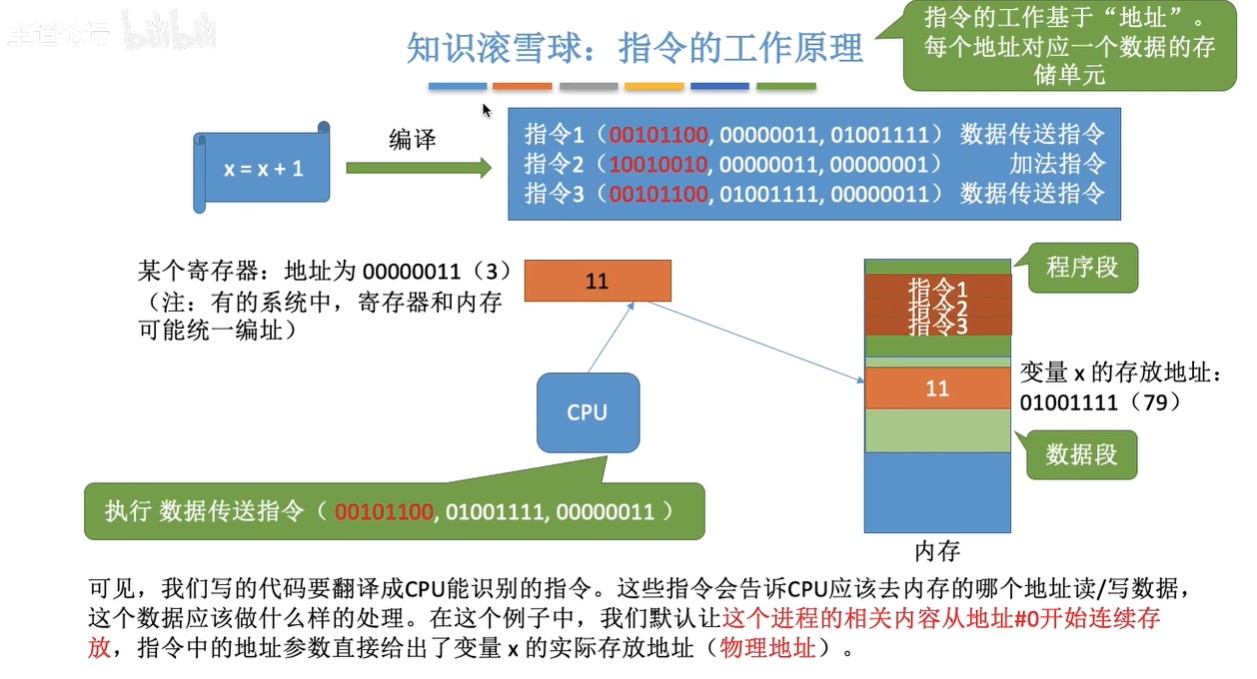 王道论坛 bilibili
指令的工作基于“地址”。
每个地址对应一个数据的存
储单元
知识滚雪球：指令的工作原理
x = x + 1
编译
指令1（00101100, 00000011, 01001111） 数据传送指令
指令2（10010010, 00000011, 00000001） 加法指令
指令3（00101100, 01001111, 00000011） 数据传送指令
某个寄存器：地址为 00000011（3）
（注：有的系统中，寄存器和内存
可能统一编址）
11
程序段
指令1
指令2
指令3
11
变量 x 的存放地址：
01001111（79）
CPU
数据段
执行 数据传送指令（ 00101100, 01001111, 00000011 ）
内存
可见，我们写的代码要翻译成CPU能识别的指令。这些指令会告诉CPU应该去内存的哪个地址读/写数据，
这个数据应该做什么样的处理。在这个例子中，我们默认让这个进程的相关内容从地址#0开始连续存
放，指令中的地址参数直接给出了变量 x 的实际存放地址（物理地址）。